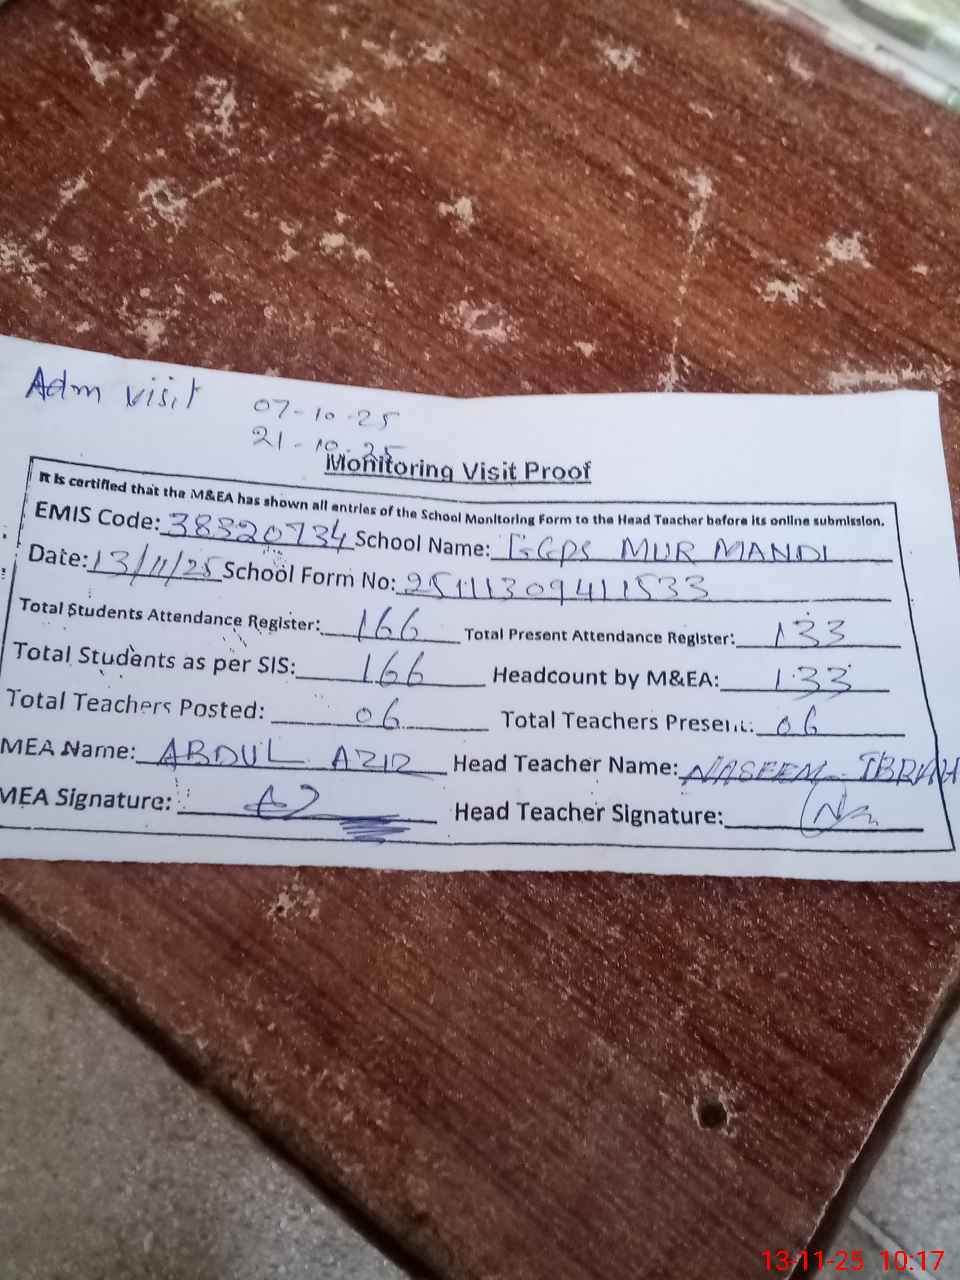 Adm visit
07-10-25
21-10-25
Monitoring Visit Proof
It is certified that the M&EA has shown all entries of the School Monitoring Form to the Head Teacher before its online submission.
EMIS Code: 38320734 School Name: GGPS MUR MANDI
Date: 13/11/25 School Form No: 251113094111533
Total Students Attendance Register: 166 Total Present Attendance Register: 133
Total Students as per SIS: 166 Headcount by M&EA: 133
Total Teachers Posted: 06 Total Teachers Present: 06
MEA Name: ABDUL AZIZ Head Teacher Name: NASEEM
MEA Signature: Head Teacher Signature:
13-11-25 10:17